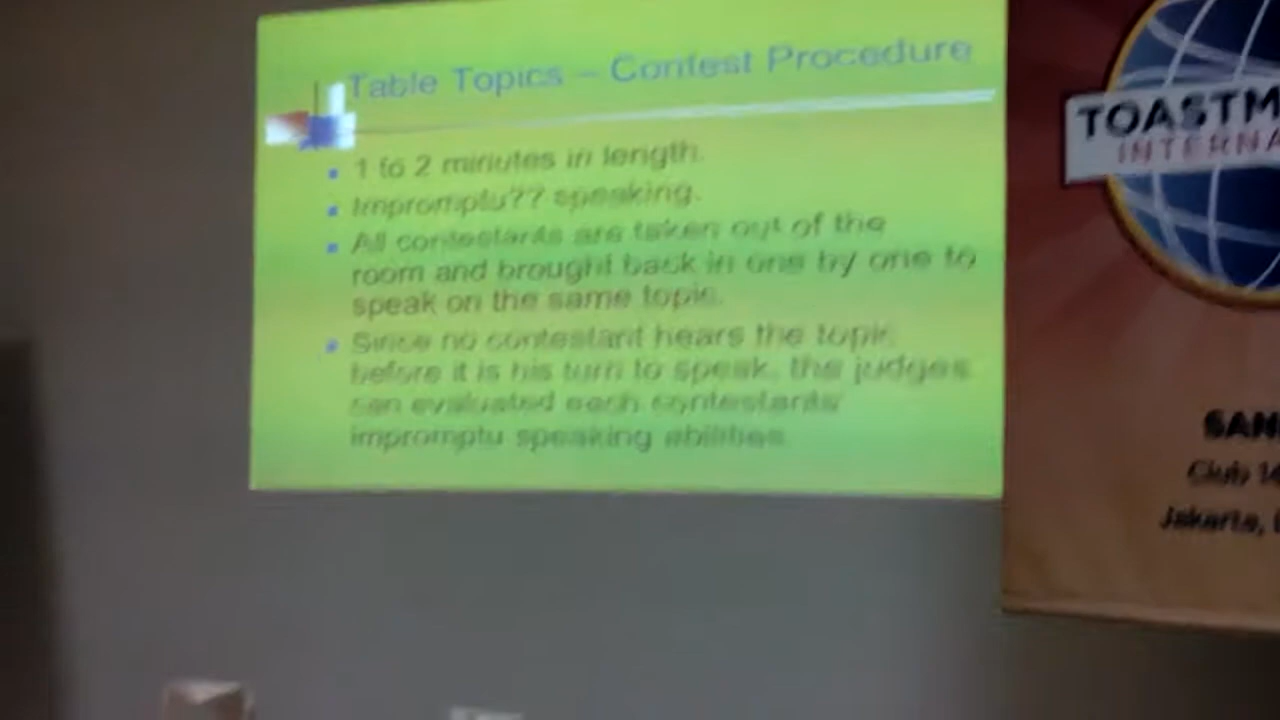 Table Topics – Contest Procedure
1 to 2 minutes in length.
Impromptu?? speaking.
All contestants are taken out of the
room and brought back in one by one to
speak on the same topic.
Since no contestant hears the topic
before it is his turn to speak, the judges
can evaluated each contestants
impromptu speaking abilities.
TOASTM
INTERNA
SAN
Club 14
Jakarta,